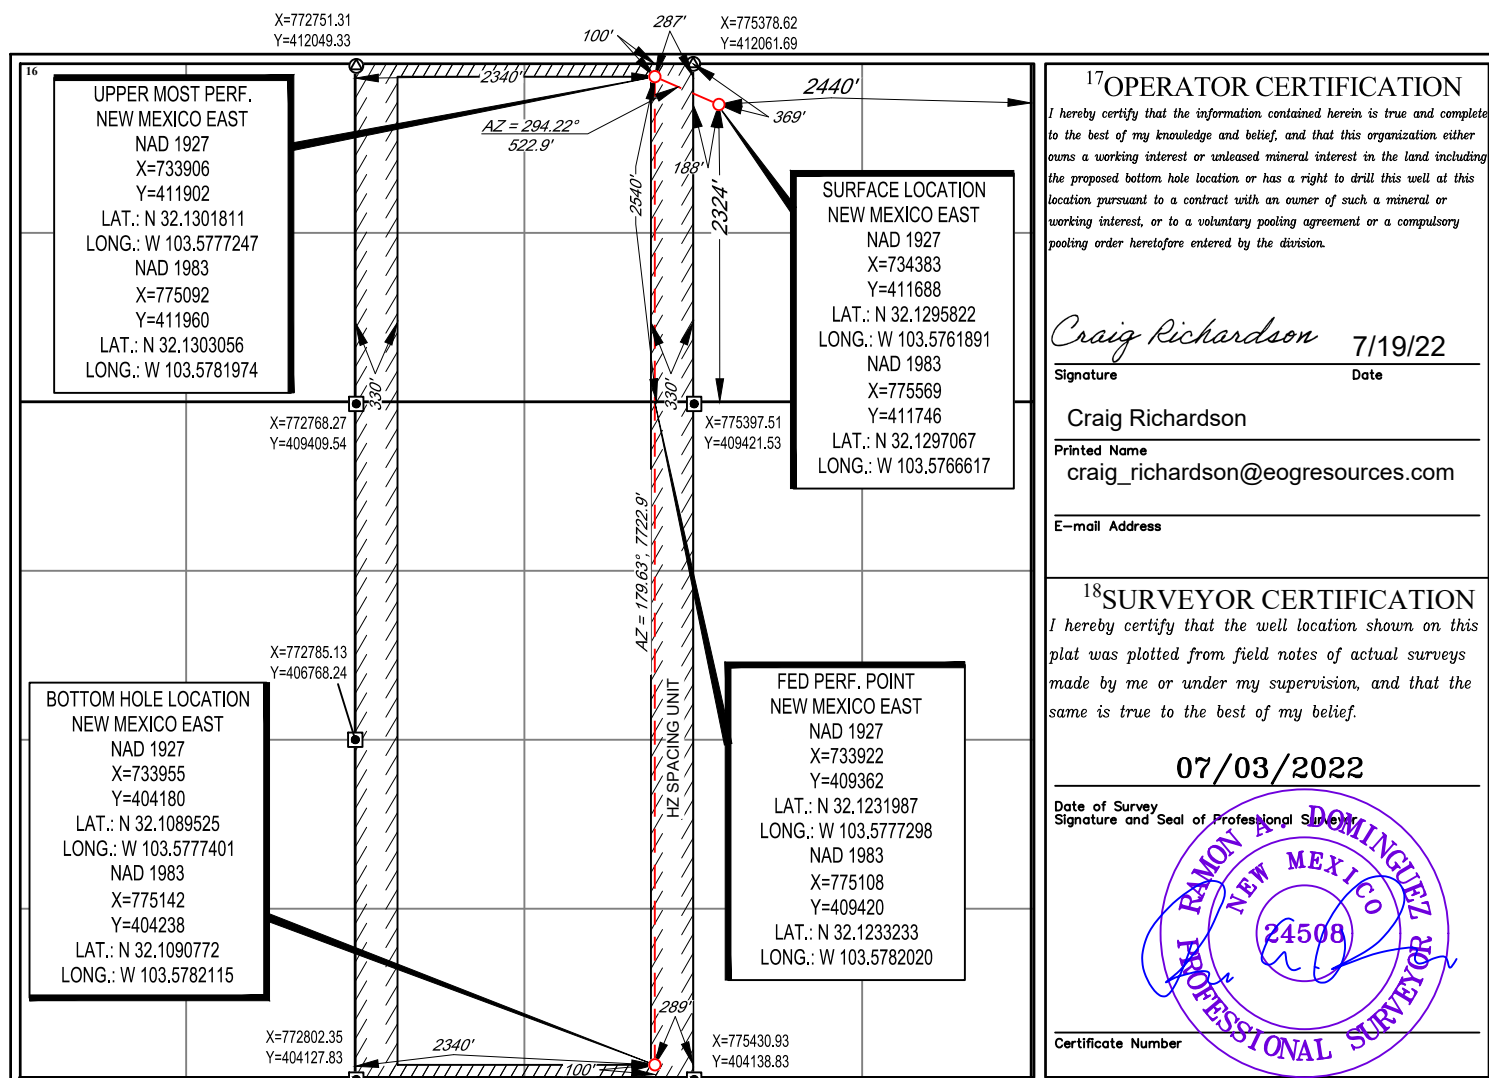 X=772751.31
Y=412049.33
100'
287'
X=775378.62
Y=412061.69
16
UPPER MOST PERF.
NEW MEXICO EAST
NAD 1927
X=733906
Y=411902
LAT.: N 32.1301811
LONG.: W 103.5777247
NAD 1983
X=775092
Y=411960
LAT.: N 32.1303056
LONG.: W 103.5781974
2340'
AZ = 294.22°
522.9'
2440'
369'
188'
2540'
2324'
SURFACE LOCATION
NEW MEXICO EAST
NAD 1927
X=734383
Y=411688
LAT.: N 32.1295822
LONG.: W 103.5761891
NAD 1983
X=775569
Y=411746
LAT.: N 32.1297067
LONG.: W 103.5766617
330'
330'
X=772768.27
Y=409409.54
X=775397.51
Y=409421.53
AZ = 179.63°, 7722.9'
X=772785.13
Y=406768.24
HZ SPACING UNIT
BOTTOM HOLE LOCATION
NEW MEXICO EAST
NAD 1927
X=733955
Y=404180
LAT.: N 32.1089525
LONG.: W 103.5777401
NAD 1983
X=775142
Y=404238
LAT.: N 32.1090772
LONG.: W 103.5782115
FED PERF. POINT
NEW MEXICO EAST
NAD 1927
X=733922
Y=409362
LAT.: N 32.1231987
LONG.: W 103.5777298
NAD 1983
X=775108
Y=409420
LAT.: N 32.1233233
LONG.: W 103.5782020
X=772802.35
Y=404127.83
2340'
289'
100'
X=775430.93
Y=404138.83
17OPERATOR CERTIFICATION
I hereby certify that the information contained herein is true and complete
to the best of my knowledge and belief, and that this organization either
owns a working interest or unleased mineral interest in the land including
the proposed bottom hole location or has a right to drill this well at this
location pursuant to a contract with an owner of such a mineral or
working interest, or to a voluntary pooling agreement or a compulsory
pooling order heretofore entered by the division.
Craig Richardson 7/19/22
Signature Date
Craig Richardson
Printed Name
craig_richardson@eogresources.com
E-mail Address
18SURVEYOR CERTIFICATION
I hereby certify that the well location shown on this
plat was plotted from field notes of actual surveys
made by me or under my supervision, and that the
same is true to the best of my belief.
07/03/2022
Date of Survey
Signature and Seal of Professional Surveyor:
RAMON A. DOMINGUEZ
NEW MEXICO
24508
PROFESSIONAL SURVEYOR
Certificate Number